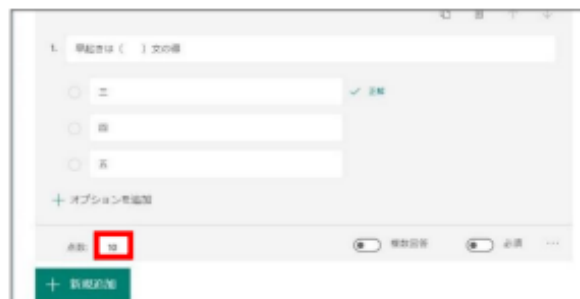 1. 早起きは（　）文の得
三
✓ 正解
四
五
+ オプションを追加
点数: 10
複数回答
必須
...
+ 新規追加